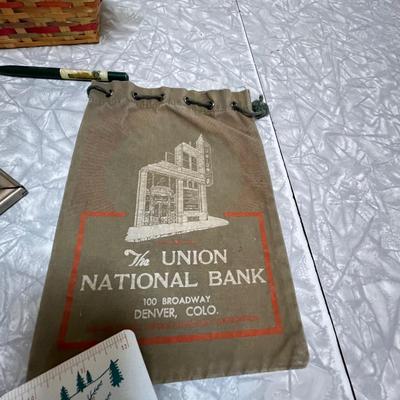 The UNION
NATIONAL BANK
100 BROADWAY
DENVER, COLO.